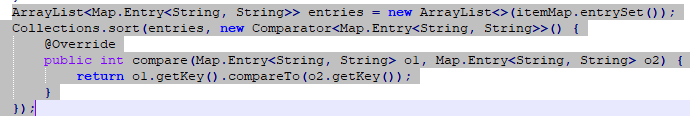 ArrayList<Map.Entry<String, String>> entries = new ArrayList<>(itemMap.entrySet());
Collections.sort(entries, new Comparator<Map.Entry<String, String>>() {
    @Override
    public int compare(Map.Entry<String, String> o1, Map.Entry<String, String> o2) {
        return o1.getKey().compareTo(o2.getKey());
    }
});